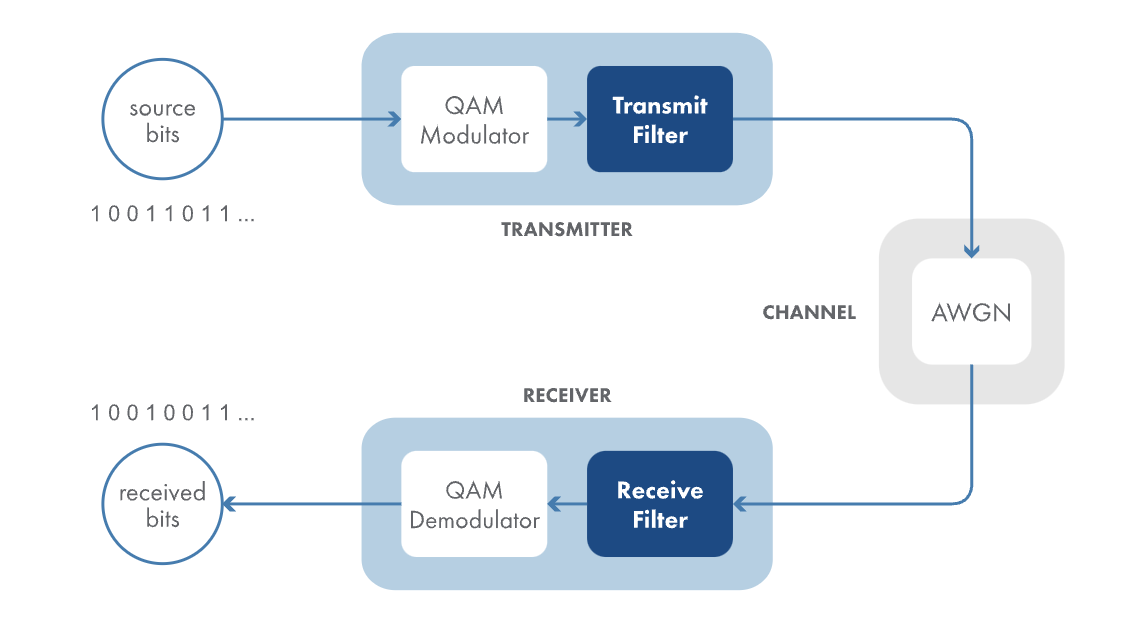 source
bits
1 0 0 1 1 0 1 1 ...
QAM
Modulator
Transmit
Filter
TRANSMITTER
CHANNEL
AWGN
RECEIVER
1 0 0 1 0 0 1 1 ...
received
bits
QAM
Demodulator
Receive
Filter